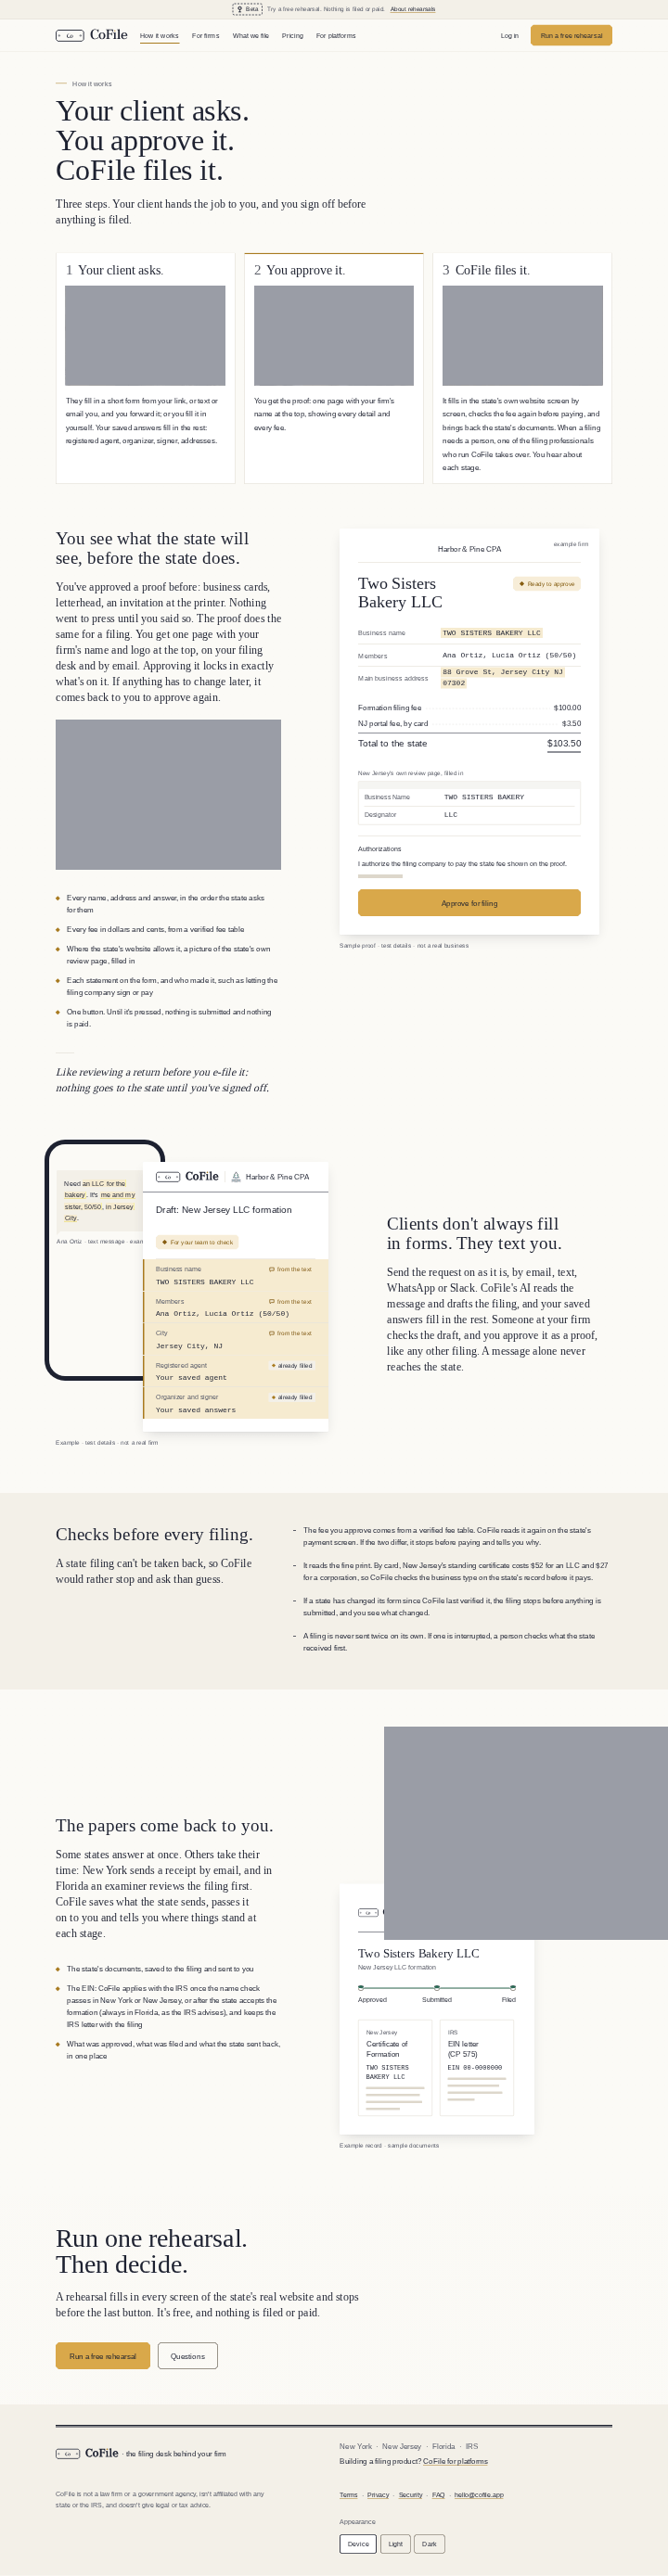 Beta Try a free rehearsal. Nothing is filed or paid. About rehearsals
Co CoFile How it works For firms What we file Pricing For platforms Log in Run a free rehearsal
How it works
Your client asks.
You approve it.
CoFile files it.
Three steps. Your client hands the job to you, and you sign off before
anything is filed.
1 Your client asks.
They fill in a short form from your link, or text or
email you, and you forward it; or you fill it in
yourself. Your saved answers fill in the rest:
registered agent, organizer, signer, addresses.
2 You approve it.
You get the proof: one page with your firm's
name at the top, showing every detail and
every fee.
3 CoFile files it.
It fills in the state's own website screen by
screen, checks the fee again before paying, and
brings back the state's documents. When a filing
needs a person, one of the filing professionals
who run CoFile takes over. You hear about
each stage.
You see what the state will
see, before the state does.
You've approved a proof before: business cards,
letterhead, an invitation at the printer. Nothing
went to press until you said so. The proof does the
same for a filing. You get one page with your
firm's name and logo at the top, on your filing
desk and by email. Approving it locks in exactly
what's on it. If anything has to change later, it
comes back to you to approve again.
Every name, address and answer, in the order the state asks
for them
Every fee in dollars and cents, from a verified fee table
Where the state's website allows it, a picture of the state's own
review page, filled in
Each statement on the form, and who made it, such as letting the
filing company sign or pay
One button. Until it's pressed, nothing is submitted and nothing
is paid.
Like reviewing a return before you e-file it:
nothing goes to the state until you've signed off.
example firm
Harbor & Pine CPA
Two Sisters
Bakery LLC
Ready to approve
Business name TWO SISTERS BAKERY LLC
Members Ana Ortiz, Lucia Ortiz (50/50)
Main business address 88 Grove St, Jersey City NJ
07302
Formation filing fee $100.00
NJ portal fee, by card $3.50
Total to the state $103.50
New Jersey's own review page, filled in
Business Name TWO SISTERS BAKERY
Designator LLC
Authorizations
I authorize the filing company to pay the state fee shown on the proof.
Approve for filing
Sample proof · test details · not a real business
Need an LLC for the
bakery. It's me and my
sister, 50/50, in Jersey
City.
Ana Ortiz · text message · exam
Co CoFile Harbor & Pine CPA
Draft: New Jersey LLC formation
For your team to check
Business name from the text
TWO SISTERS BAKERY LLC
Members from the text
Ana Ortiz, Lucia Ortiz (50/50)
City from the text
Jersey City, NJ
Registered agent already filled
Your saved agent
Organizer and signer already filled
Your saved answers
Example · test details · not a real firm
Clients don't always fill
in forms. They text you.
Send the request on as it is, by email, text,
WhatsApp or Slack. CoFile's AI reads the
message and drafts the filing, and your saved
answers fill in the rest. Someone at your firm
checks the draft, and you approve it as a proof,
like any other filing. A message alone never
reaches the state.
Checks before every filing.
A state filing can't be taken back, so CoFile
would rather stop and ask than guess.
The fee you approve comes from a verified fee table. CoFile reads it again on the state's
payment screen. If the two differ, it stops before paying and tells you why.
It reads the fine print. By card, New Jersey's standing certificate costs $52 for an LLC and $27
for a corporation, so CoFile checks the business type on the state's record before it pays.
If a state has changed its form since CoFile last verified it, the filing stops before anything is
submitted, and you see what changed.
A filing is never sent twice on its own. If one is interrupted, a person checks what the state
received first.
The papers come back to you.
Some states answer at once. Others take their
time: New York sends a receipt by email, and in
Florida an examiner reviews the filing first.
CoFile saves what the state sends, passes it
on to you and tells you where things stand at
each stage.
The state's documents, saved to the filing and sent to you
The EIN: CoFile applies with the IRS once the name check
passes in New York or New Jersey, or after the state accepts the
formation (always in Florida, as the IRS advises), and keeps the
IRS letter with the filing
What was approved, what was filed and what the state sent back,
in one place
Co
Two Sisters Bakery LLC
New Jersey LLC formation
Approved Submitted Filed
New Jersey
Certificate of
Formation
TWO SISTERS
BAKERY LLC
IRS
EIN letter
(CP 575)
EIN 00-0000000
Example record · sample documents
Run one rehearsal.
Then decide.
A rehearsal fills in every screen of the state's real website and stops
before the last button. It's free, and nothing is filed or paid.
Run a free rehearsal Questions
Co CoFile · the filing desk behind your firm
CoFile is not a law firm or a government agency, isn't affiliated with any
state or the IRS, and doesn't give legal or tax advice.
New York · New Jersey · Florida · IRS
Building a filing product? CoFile for platforms
Terms · Privacy · Security · FAQ · hello@cofile.app
Appearance
Device Light Dark